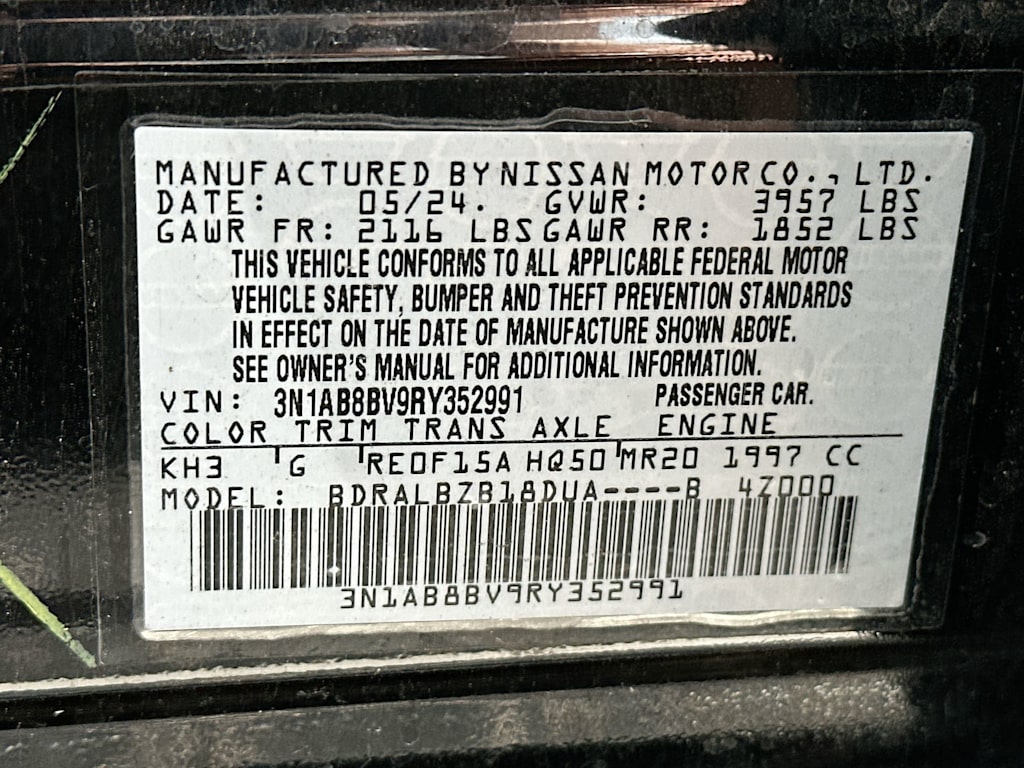 MANUFACTURED BY NISSAN MOTOR CO., LTD.
DATE: 05/24. GVWR: 3957 LBS
GAWR FR: 2116 LBS GAWR RR: 1852 LBS
THIS VEHICLE CONFORMS TO ALL APPLICABLE FEDERAL MOTOR
VEHICLE SAFETY, BUMPER AND THEFT PREVENTION STANDARDS
IN EFFECT ON THE DATE OF MANUFACTURE SHOWN ABOVE.
SEE OWNER'S MANUAL FOR ADDITIONAL INFORMATION.
VIN: 3N1AB8BV9RY352991 PASSENGER CAR.
COLOR TRIM TRANS AXLE ENGINE
KH3 G RE0F15A HQ50 MR20 1997 CC
MODEL: BDRALBZB18DUA----B 4Z000
3N1AB8BV9RY352991